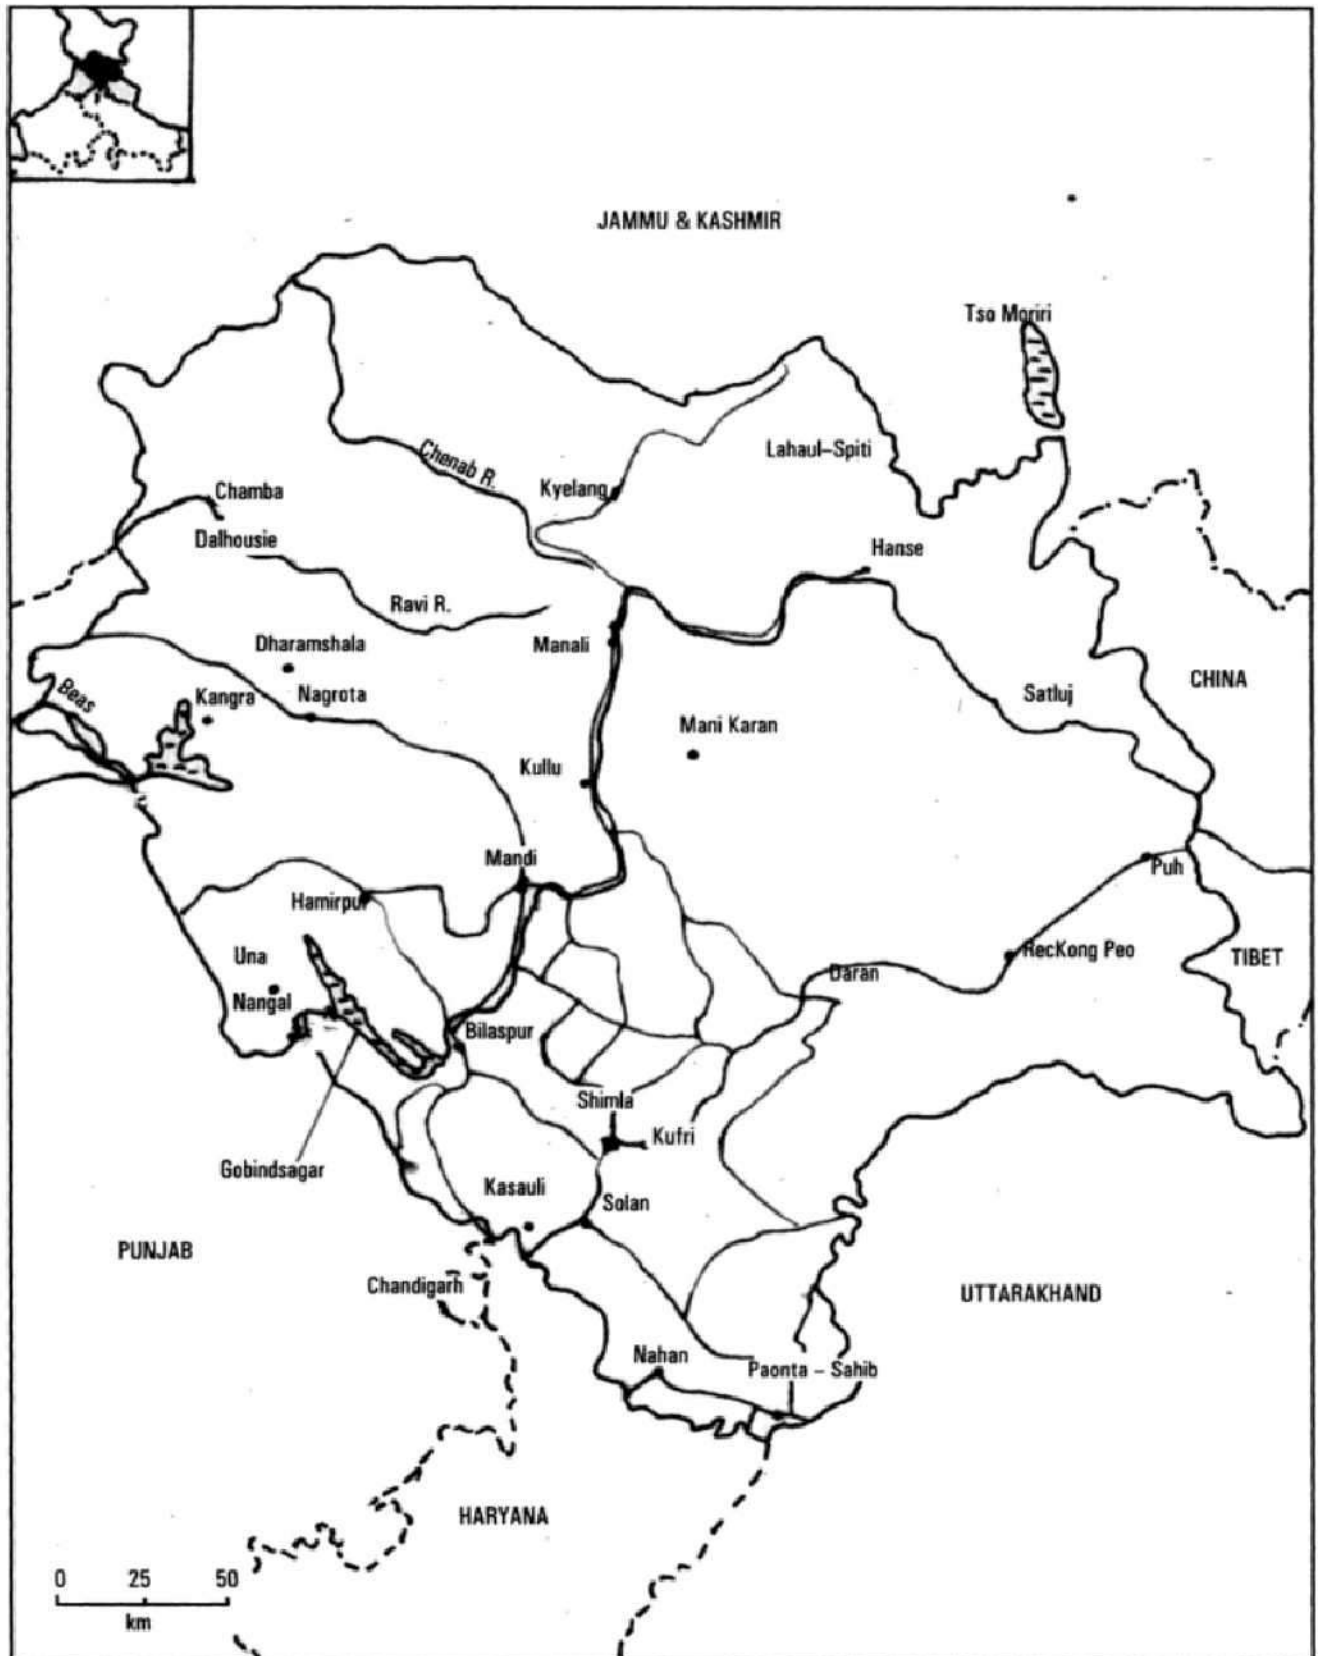 JAMMU & KASHMIR
Tso Moriri
Chenab R.
Lahaul-Spiti
Chamba
Kyelang
Dalhousie
Hanse
Ravi R.
Dharamshala
Manali
Beas
Kangra
Nagrota
Satluj
CHINA
Mani Karan
Kullu
Mandi
Puh
Hamirpur
Una
RecKong Peo
TIBET
Daran
Nangal
Bilaspur
Shimla
Kufri
Gobindsagar
Kasauli
Solan
PUNJAB
Chandigarh
UTTARAKHAND
Nahan
Paonta - Sahib
HARYANA
0 25 50
km